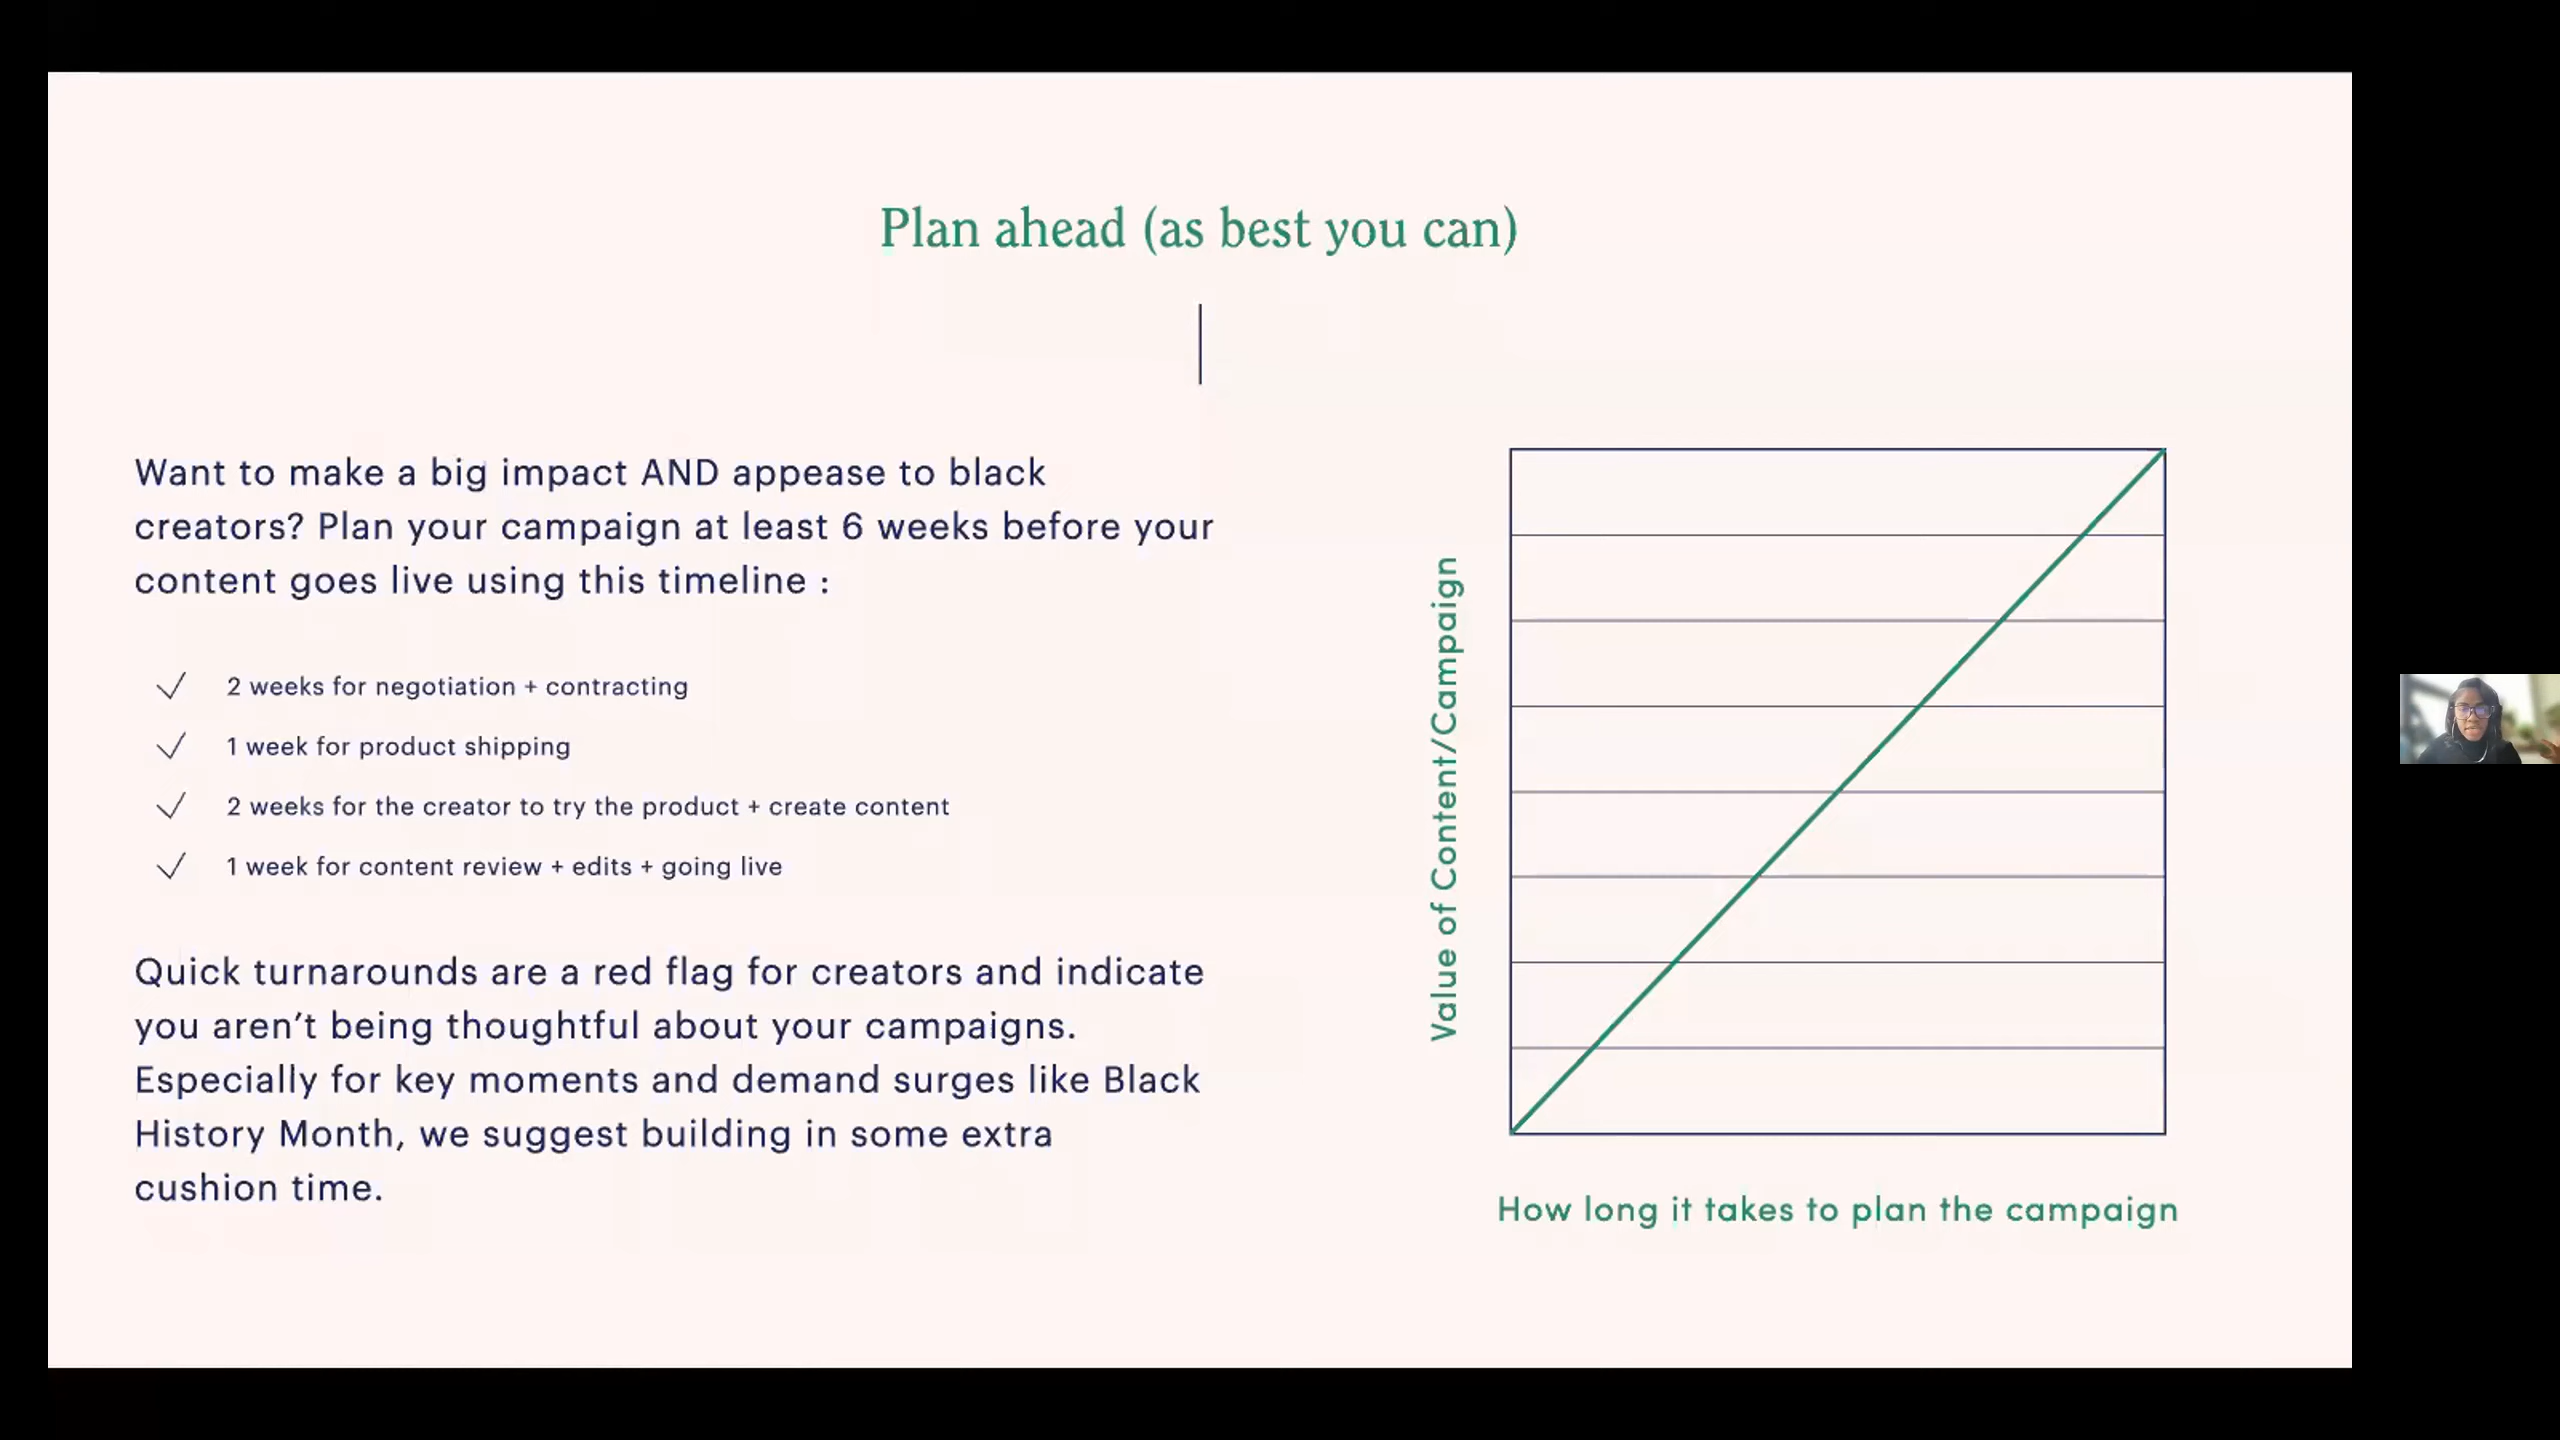 Plan ahead (as best you can)
Want to make a big impact AND appease to black
creators? Plan your campaign at least 6 weeks before your
content goes live using this timeline :
2 weeks for negotiation + contracting
1 week for product shipping
2 weeks for the creator to try the product + create content
1 week for content review + edits + going live
Quick turnarounds are a red flag for creators and indicate
you aren’t being thoughtful about your campaigns.
Especially for key moments and demand surges like Black
History Month, we suggest building in some extra
cushion time.
Value of Content/Campaign
How long it takes to plan the campaign